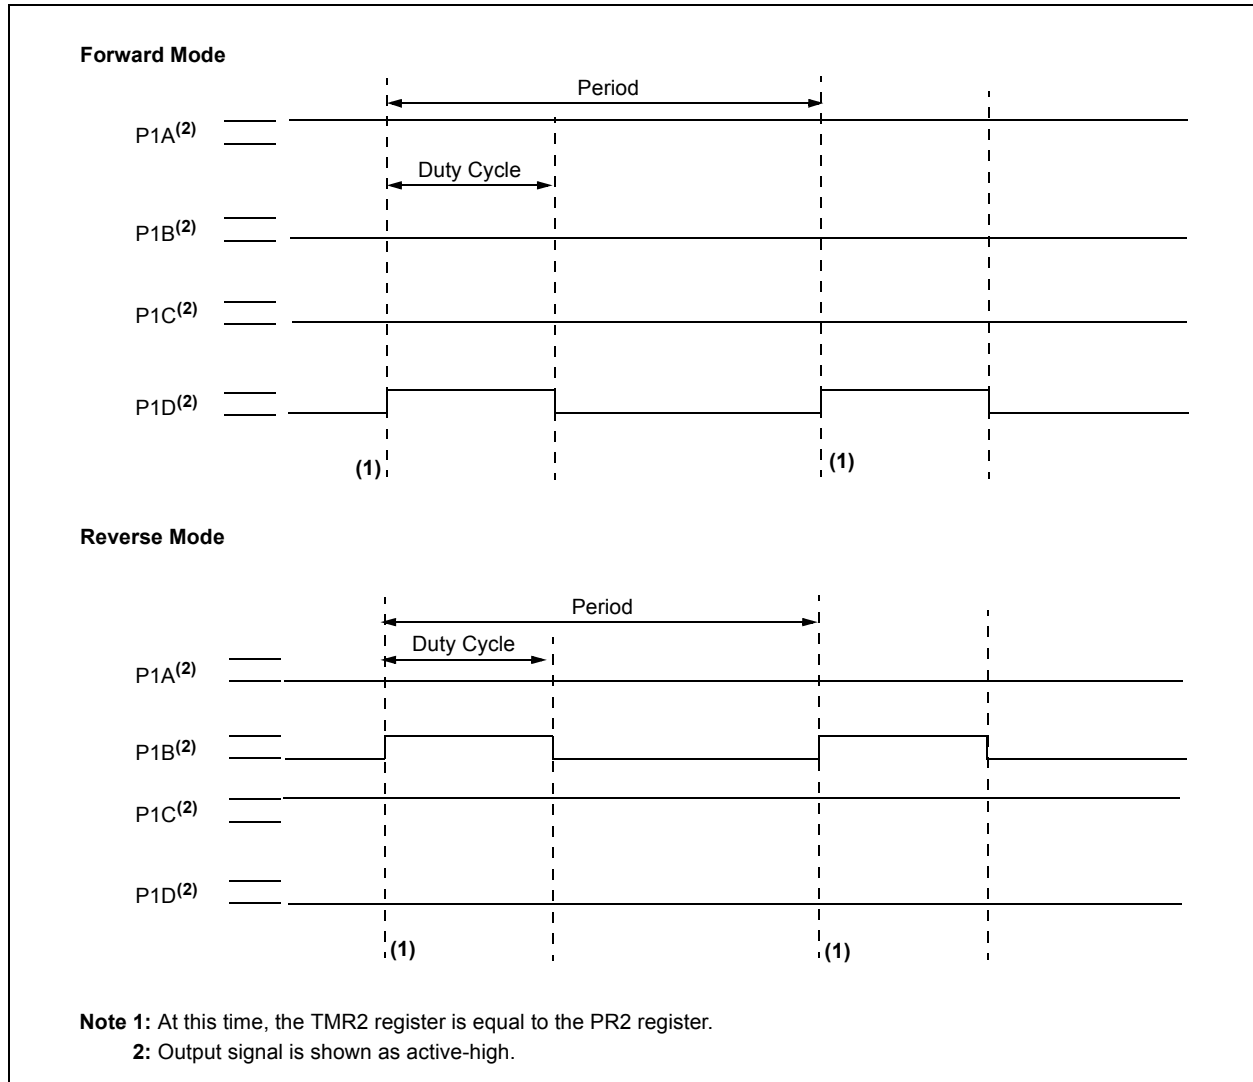 Forward Mode
Period
P1A(2)
Duty Cycle
P1B(2)
P1C(2)
P1D(2)
(1)
(1)
Reverse Mode
Period
Duty Cycle
P1A(2)
P1B(2)
P1C(2)
P1D(2)
(1)
(1)
Note 1: At this time, the TMR2 register is equal to the PR2 register.
2: Output signal is shown as active-high.